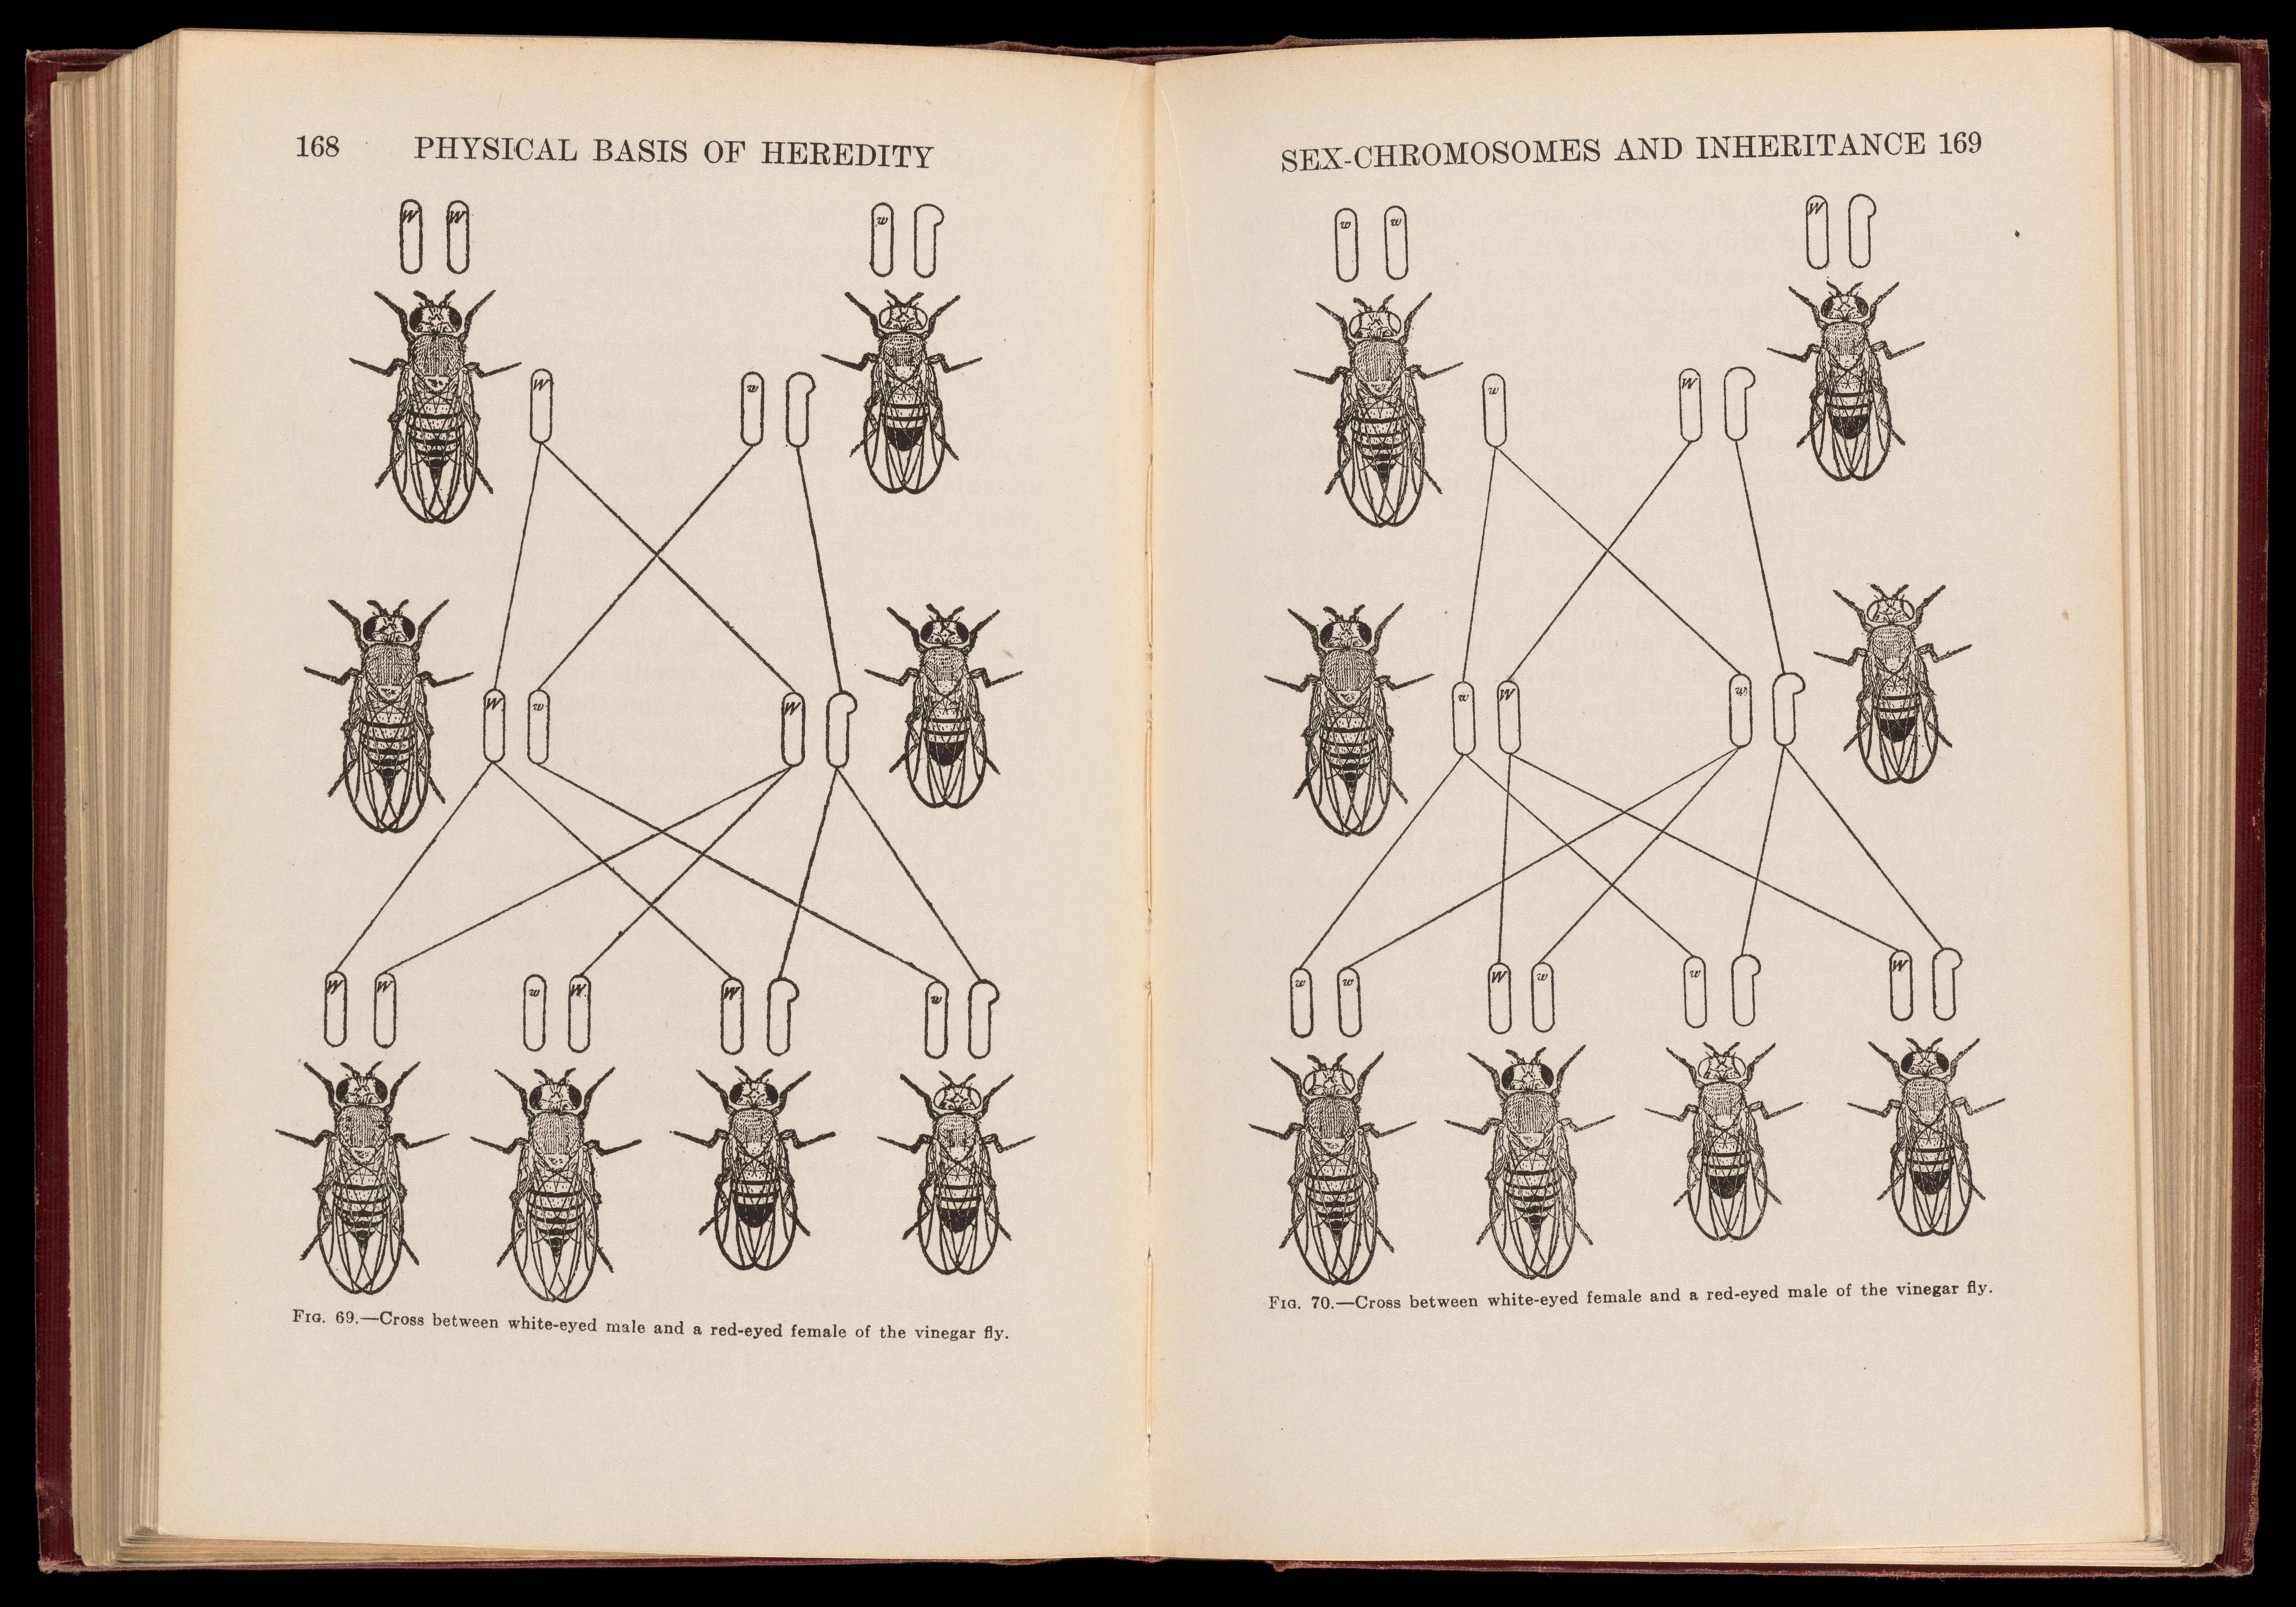 168 PHYSICAL BASIS OF HEREDITY
W W w
W w
W w W
W W w W W w
FIG. 69.—Cross between white-eyed male and a red-eyed female of the vinegar fly.
SEX-CHROMOSOMES AND INHERITANCE 169
w w W
w W
w W w
w w W w w W
FIG. 70.—Cross between white-eyed female and a red-eyed male of the vinegar fly.